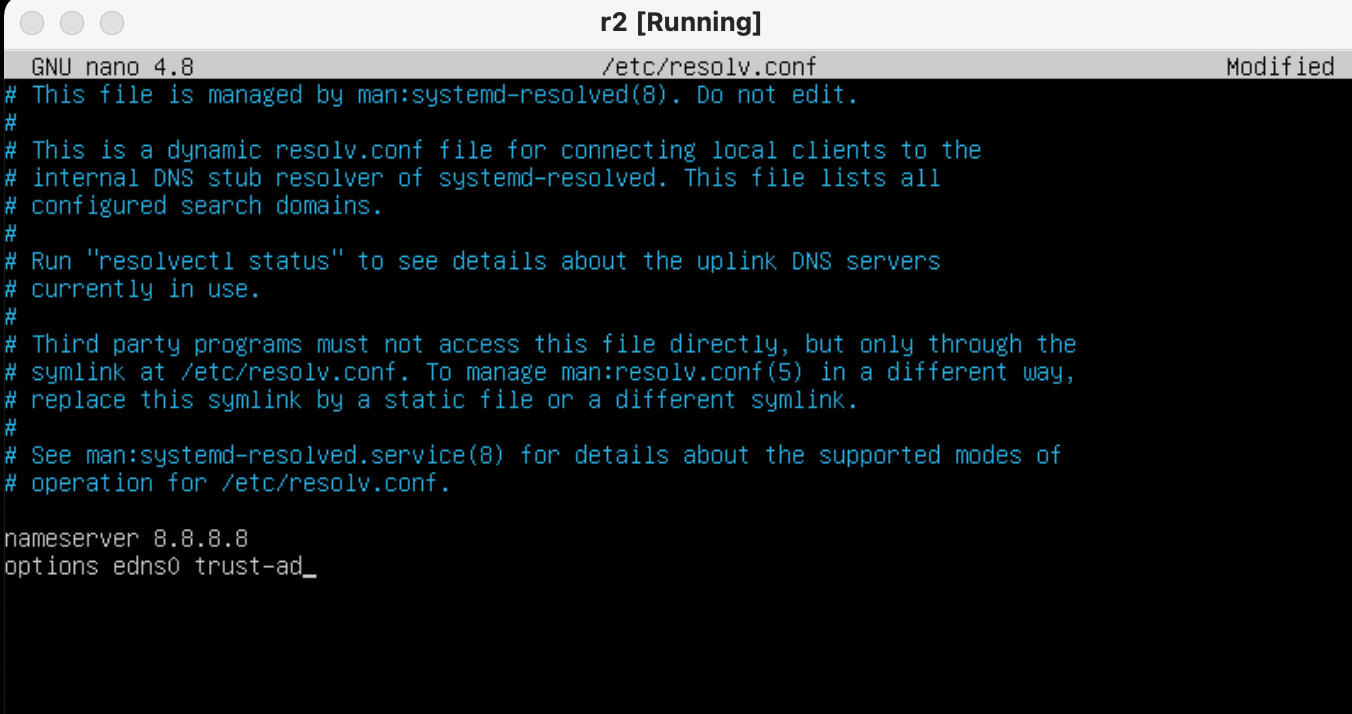 r2 [Running]
GNU nano 4.8 /etc/resolv.conf Modified
# This file is managed by man:systemd-resolved(8). Do not edit.
#
# This is a dynamic resolv.conf file for connecting local clients to the
# internal DNS stub resolver of systemd-resolved. This file lists all
# configured search domains.
#
# Run "resolvectl status" to see details about the uplink DNS servers
# currently in use.
#
# Third party programs must not access this file directly, but only through the
# symlink at /etc/resolv.conf. To manage man:resolv.conf(5) in a different way,
# replace this symlink by a static file or a different symlink.
#
# See man:systemd-resolved.service(8) for details about the supported modes of
# operation for /etc/resolv.conf.
nameserver 8.8.8.8
options edns0 trust-ad